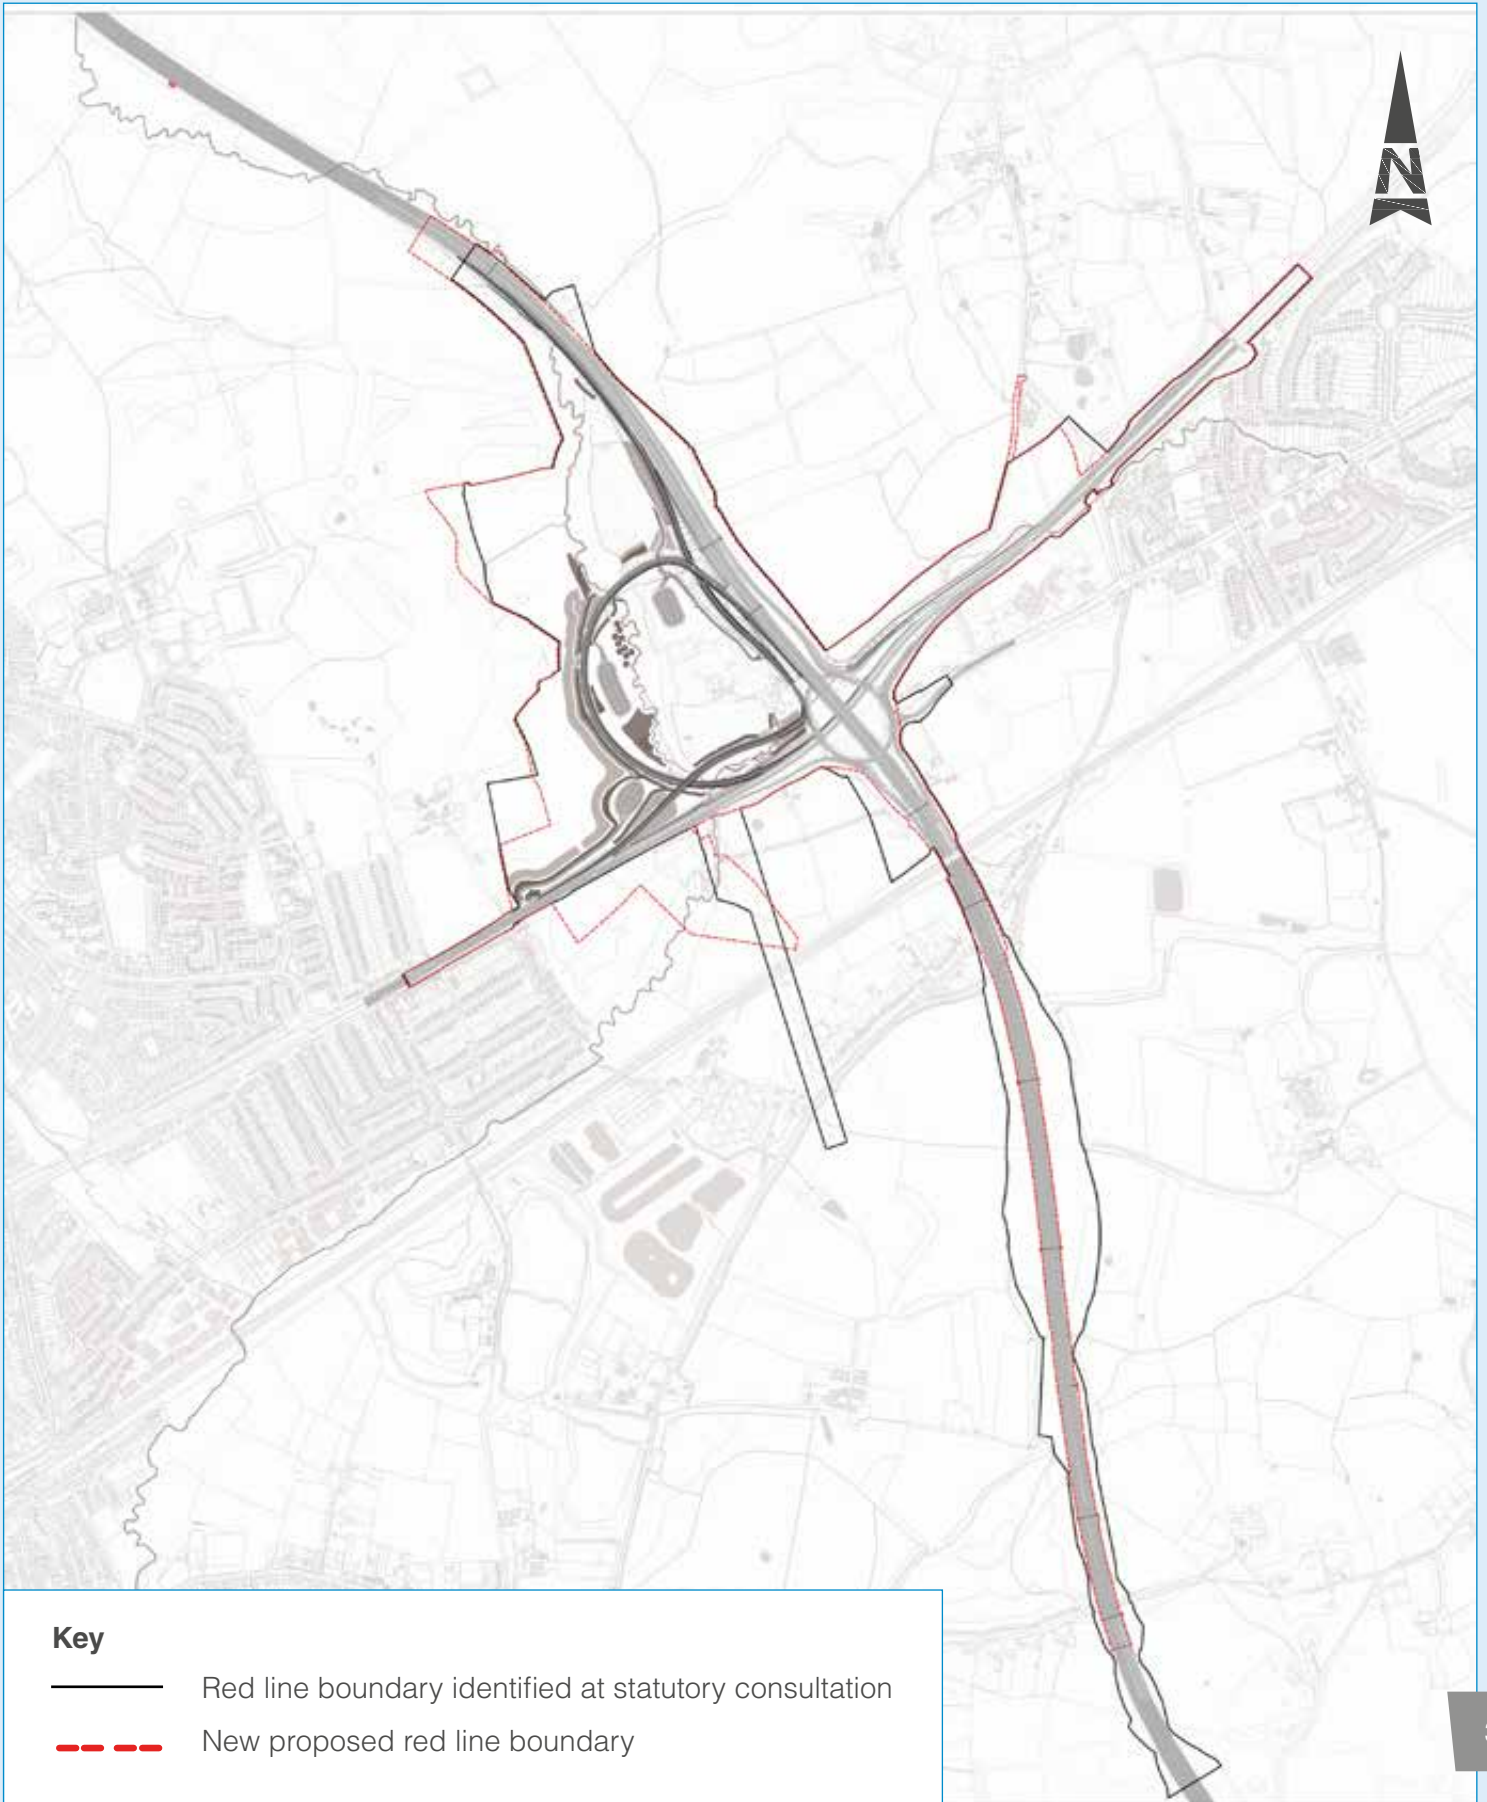 N
Key
Red line boundary identified at statutory consultation
New proposed red line boundary